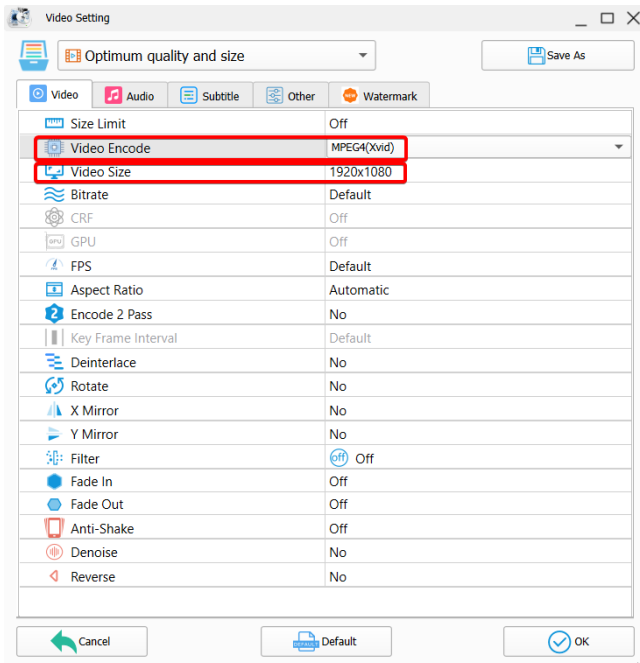 Video Setting
Optimum quality and size
Save As
Video Audio Subtitle Other NEW Watermark
Size Limit Off
Video Encode MPEG4(Xvid)
Video Size 1920x1080
Bitrate Default
CRF Off
GPU GPU Off
FPS Default
Aspect Ratio Automatic
2 Encode 2 Pass No
Key Frame Interval Default
Deinterlace No
Rotate No
X Mirror No
Y Mirror No
Filter off Off
Fade In Off
Fade Out Off
Anti-Shake Off
Denoise No
Reverse No
Cancel DEFAULT Default OK